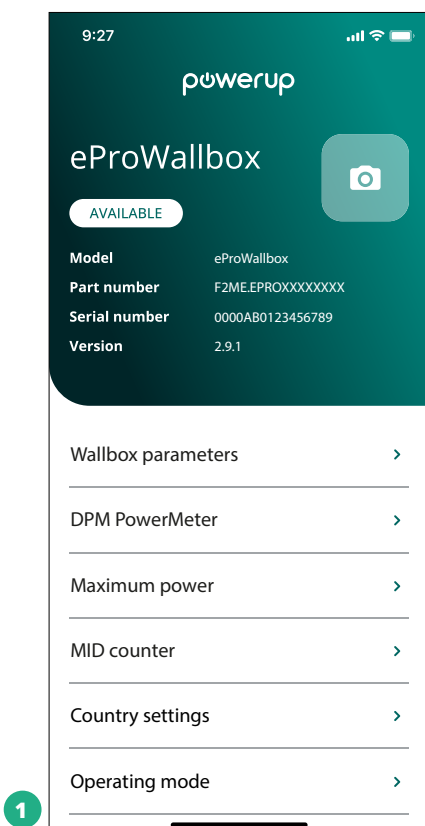 9:27
powerup
eProWallbox
AVAILABLE
Model eProWallbox
Part number F2ME.EPROXXXXXXXX
Serial number 0000AB0123456789
Version 2.9.1
Wallbox parameters
DPM PowerMeter
Maximum power
MID counter
Country settings
Operating mode
1